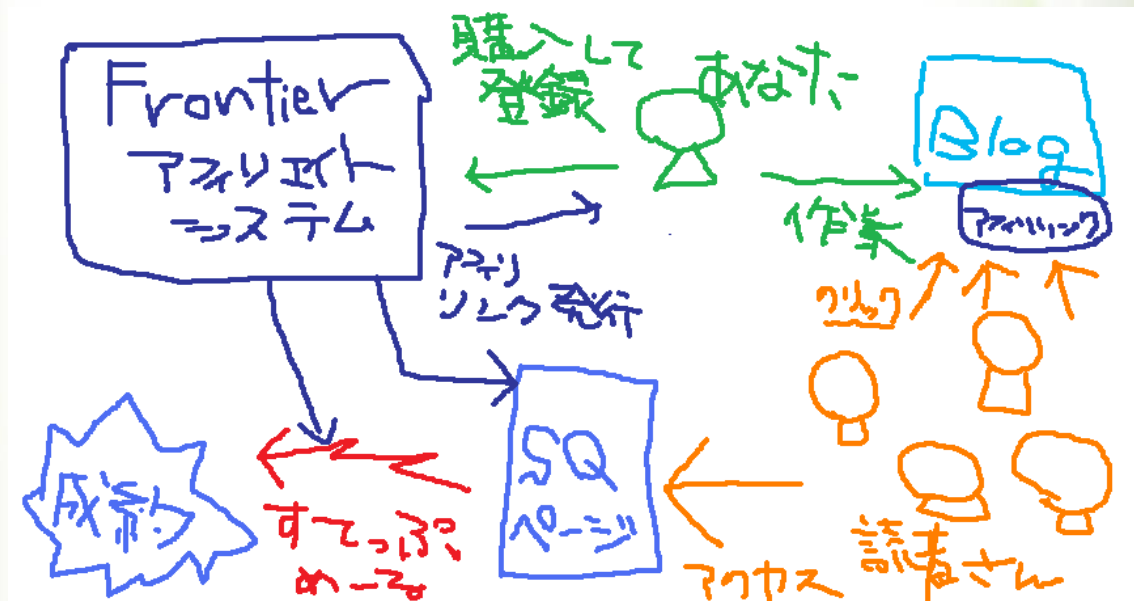 Frontier
アフィリエイト
システム
購入して
登録
あなた
アフィリ
リンク発行
作業
Blog
アフィリリンク
クリック
読者さん
アクセス
SQ
ページ
すてっぷ
めーる
成約